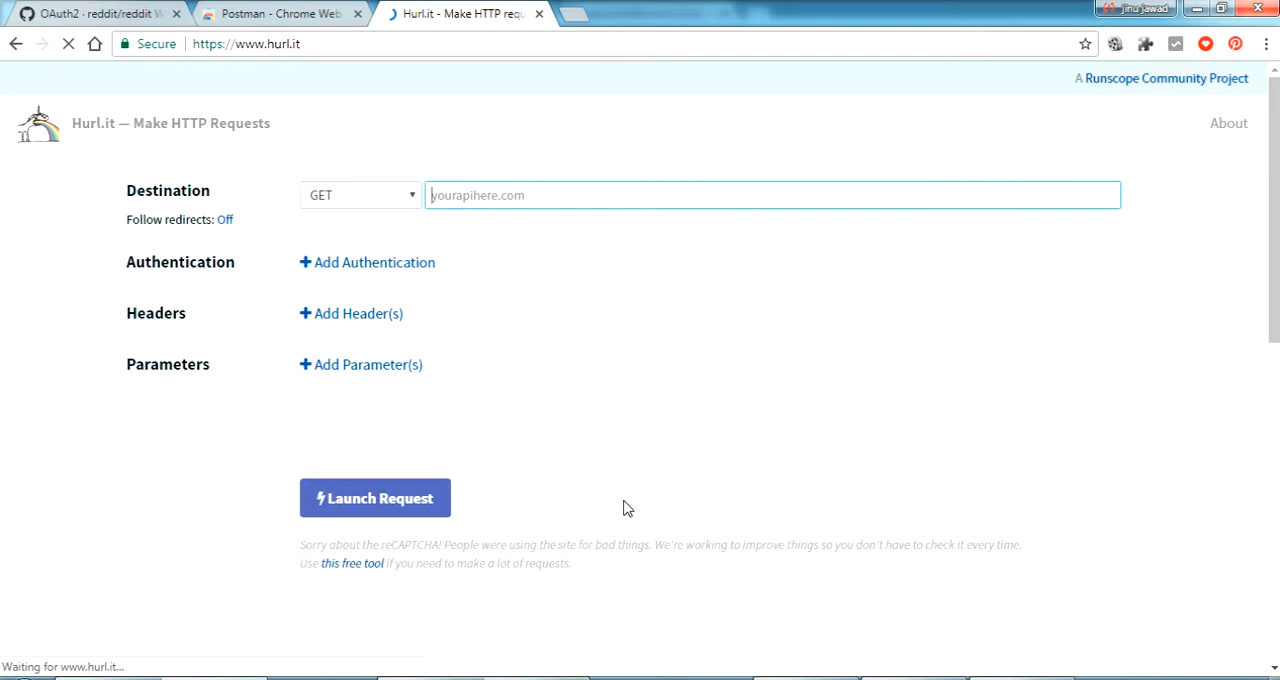 OAuth2 · reddit/reddit W
Postman - Chrome Web
Hurl.it - Make HTTP requ
jinu jawad
Secure
https://www.hurl.it
A Runscope Community Project
Hurl.it — Make HTTP Requests
About
Destination
GET
yourapihere.com
Follow redirects: Off
Authentication
Add Authentication
Headers
Add Header(s)
Parameters
Add Parameter(s)
Launch Request
Sorry about the reCAPTCHA! People were using the site for bad things. We're working to improve things so you don't have to check it every time.
Use this free tool if you need to make a lot of requests.
Waiting for www.hurl.it...